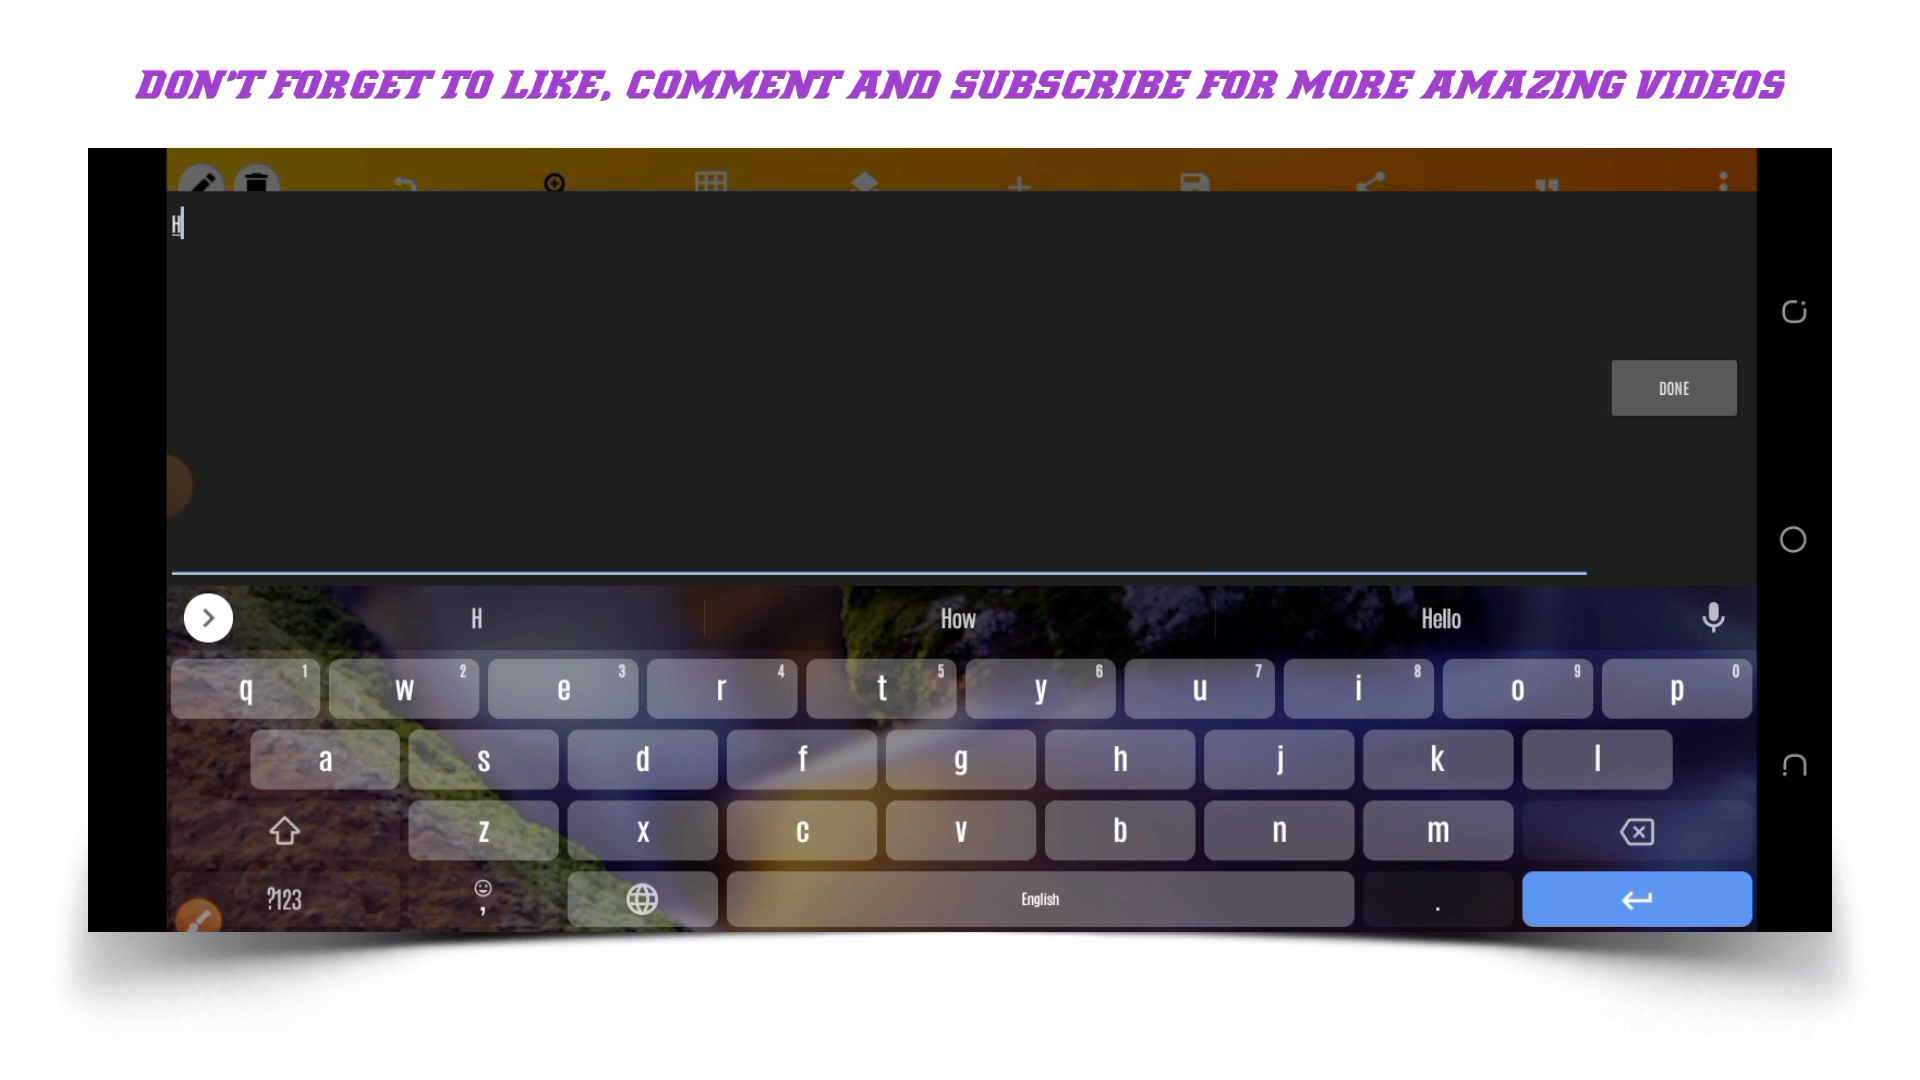 DON'T FORGET TO LIKE, COMMENT AND SUBSCRIBE FOR MORE AMAZING VIDEOS
H
DONE
H How Hello
q 1 w 2 e 3 r 4 t 5 y 6 u 7 i 8 o 9 p 0
a s d f g h j k l
z x c v b n m
?123 , English .